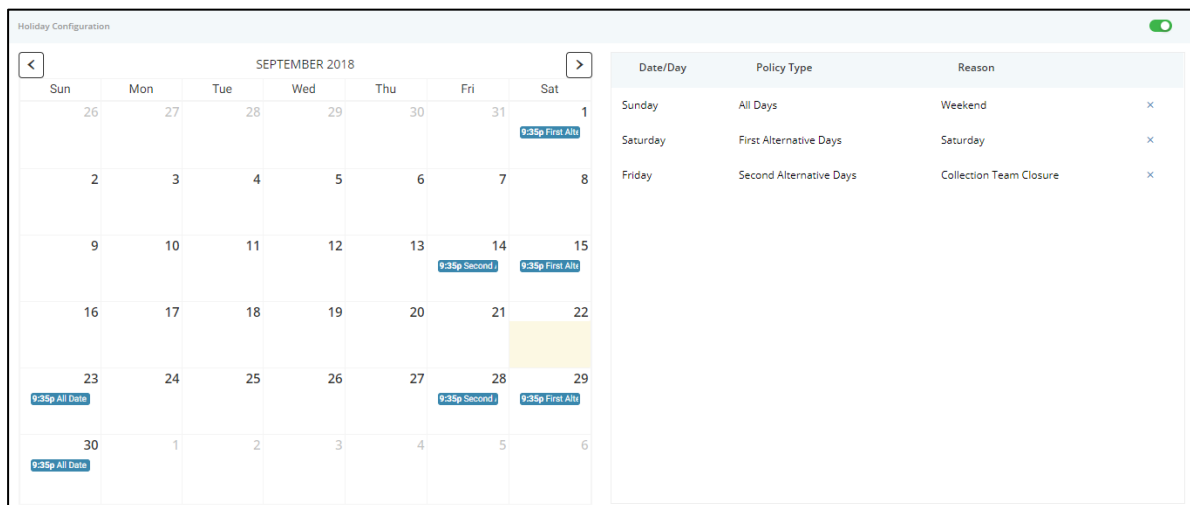 Holiday Configuration
< SEPTEMBER 2018 >
Sun Mon Tue Wed Thu Fri Sat
26 27 28 29 30 31 1
9:35p First Alte
2 3 4 5 6 7 8
9 10 11 12 13 14 15
9:35p Second 9:35p First Alte
16 17 18 19 20 21 22
23 24 25 26 27 28 29
9:35p All Date 9:35p Second 9:35p First Alte
30 1 2 3 4 5 6
9:35p All Date
Date/Day Policy Type Reason
Sunday All Days Weekend ×
Saturday First Alternative Days Saturday ×
Friday Second Alternative Days Collection Team Closure ×